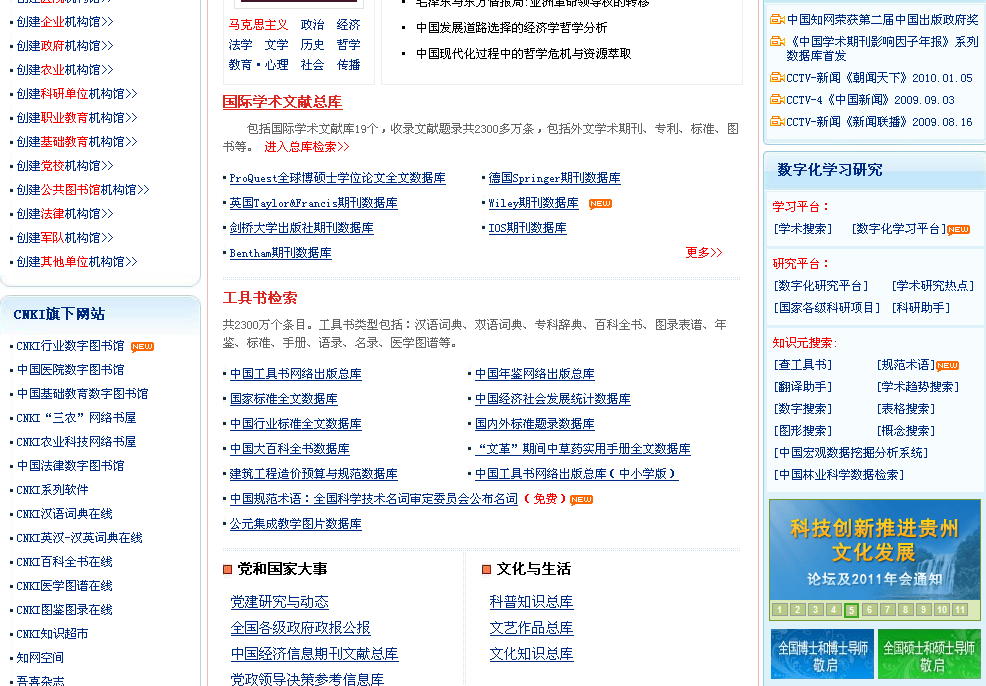 创建企业机构馆>>
创建政府机构馆>>
创建农业机构馆>>
创建科研单位机构馆>>
创建职业教育机构馆>>
创建基础教育机构馆>>
创建党校机构馆>>
创建公共图书馆机构馆>>
创建法律机构馆>>
创建军队机构馆>>
创建其他单位机构馆>>
CNKI旗下网站
CNKI行业数字图书馆 NEW
中国医院数字图书馆
中国基础教育数字图书馆
CNKI“三农”网络书屋
CNKI农业科技网络书屋
中国法律数字图书馆
CNKI系列软件
CNKI汉语词典在线
CNKI英汉-汉英词典在线
CNKI百科全书在线
CNKI医学图谱在线
CNKI图鉴图录在线
CNKI知识超市
知网空间
吾喜杂志
马克思主义 政治 经济
法学 文学 历史 哲学
教育·心理 社会 传播
毛泽东与东方情报局:亚洲革命领导权的转移
中国发展道路选择的经济学哲学分析
中国现代化过程中的哲学危机与资源萃取
国际学术文献总库
包括国际学术文献库19个，收录文献题录共2300多万条，包括外文学术期刊、专利、标准、图
书等。 进入总库检索>>
ProQuest全球博硕士学位论文全文数据库
德国Springer期刊数据库
英国Taylor&Francis期刊数据库
Wiley期刊数据库 NEW
剑桥大学出版社期刊数据库
IOS期刊数据库
Bentham期刊数据库
更多>>
工具书检索
共2300万个条目。工具书类型包括：汉语词典、双语词典、专科辞典、百科全书、图录表谱、年
鉴、标准、手册、语录、名录、医学图谱等。
中国工具书网络出版总库
中国年鉴网络出版总库
国家标准全文数据库
中国经济社会发展统计数据库
中国行业标准全文数据库
国内外标准题录数据库
中国大百科全书数据库
“文革”期间中草药实用手册全文数据库
建筑工程造价预算与规范数据库
中国工具书网络出版总库（中小学版）
中国规范术语：全国科学技术名词审定委员会公布名词（免费）NEW
公元集成教学图片数据库
党和国家大事
党建研究与动态
全国各级政府政报公报
中国经济信息期刊文献总库
党政领导决策参考信息库
文化与生活
科普知识总库
文艺作品总库
文化知识总库
中国知网荣获第二届中国出版政府奖
《中国学术期刊影响因子年报》系列
数据库首发
CCTV-新闻《朝闻天下》2010.01.05
CCTV-4《中国新闻》2009.09.03
CCTV-新闻《新闻联播》2009.08.16
数字化学习研究
学习平台：
[学术搜索] [数字化学习平台]NEW
研究平台：
[数字化研究平台] [学术研究热点]
[国家各级科研项目] [科研助手]
知识元搜索:
[查工具书] [规范术语]NEW
[翻译助手] [学术趋势搜索]
[数字搜索] [表格搜索]
[图形搜索] [概念搜索]
[中国宏观数据挖掘分析系统]
[中国林业科学数据检索]
科技创新推进贵州
文化发展
论坛及2011年会通知
1 2 3 4 5 6 7 8 9 10 11
全国博士和博士导师
敬启
全国硕士和硕士导师
敬启